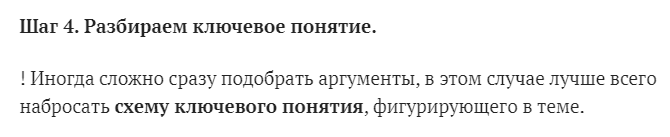 Шаг 4. Разбираем ключевое понятие.
! Иногда сложно сразу подобрать аргументы, в этом случае лучше всего
набросать схему ключевого понятия, фигурирующего в теме.